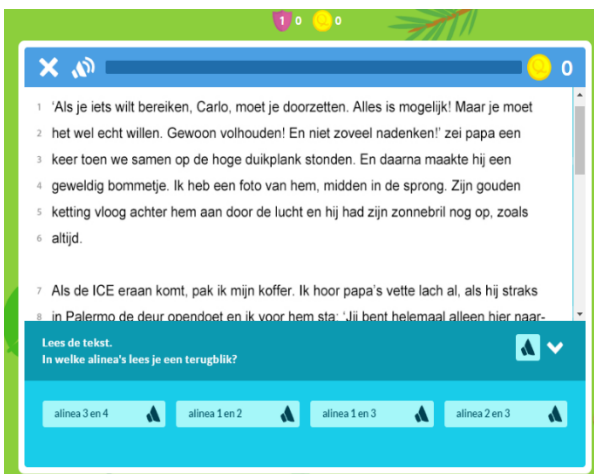 1 0 0
0
1 'Als je iets wilt bereiken, Carlo, moet je doorzetten. Alles is mogelijk! Maar je moet
2 het wel echt willen. Gewoon volhouden! En niet zoveel nadenken!' zei papa een
3 keer toen we samen op de hoge duikplank stonden. En daarna maakte hij een
4 geweldig bommetje. Ik heb een foto van hem, midden in de sprong. Zijn gouden
5 ketting vloog achter hem aan door de lucht en hij had zijn zonnebril nog op, zoals
6 altijd.
7 Als de ICE eraan komt, pak ik mijn koffer. Ik hoor papa's vette lach al, als hij straks
8 in Palermo de deur opendoet en ik voor hem sta: 'Jij bent helemaal alleen hier naar-
Lees de tekst.
In welke alinea's lees je een terugblik?
alinea 3 en 4
alinea 1 en 2
alinea 1 en 3
alinea 2 en 3